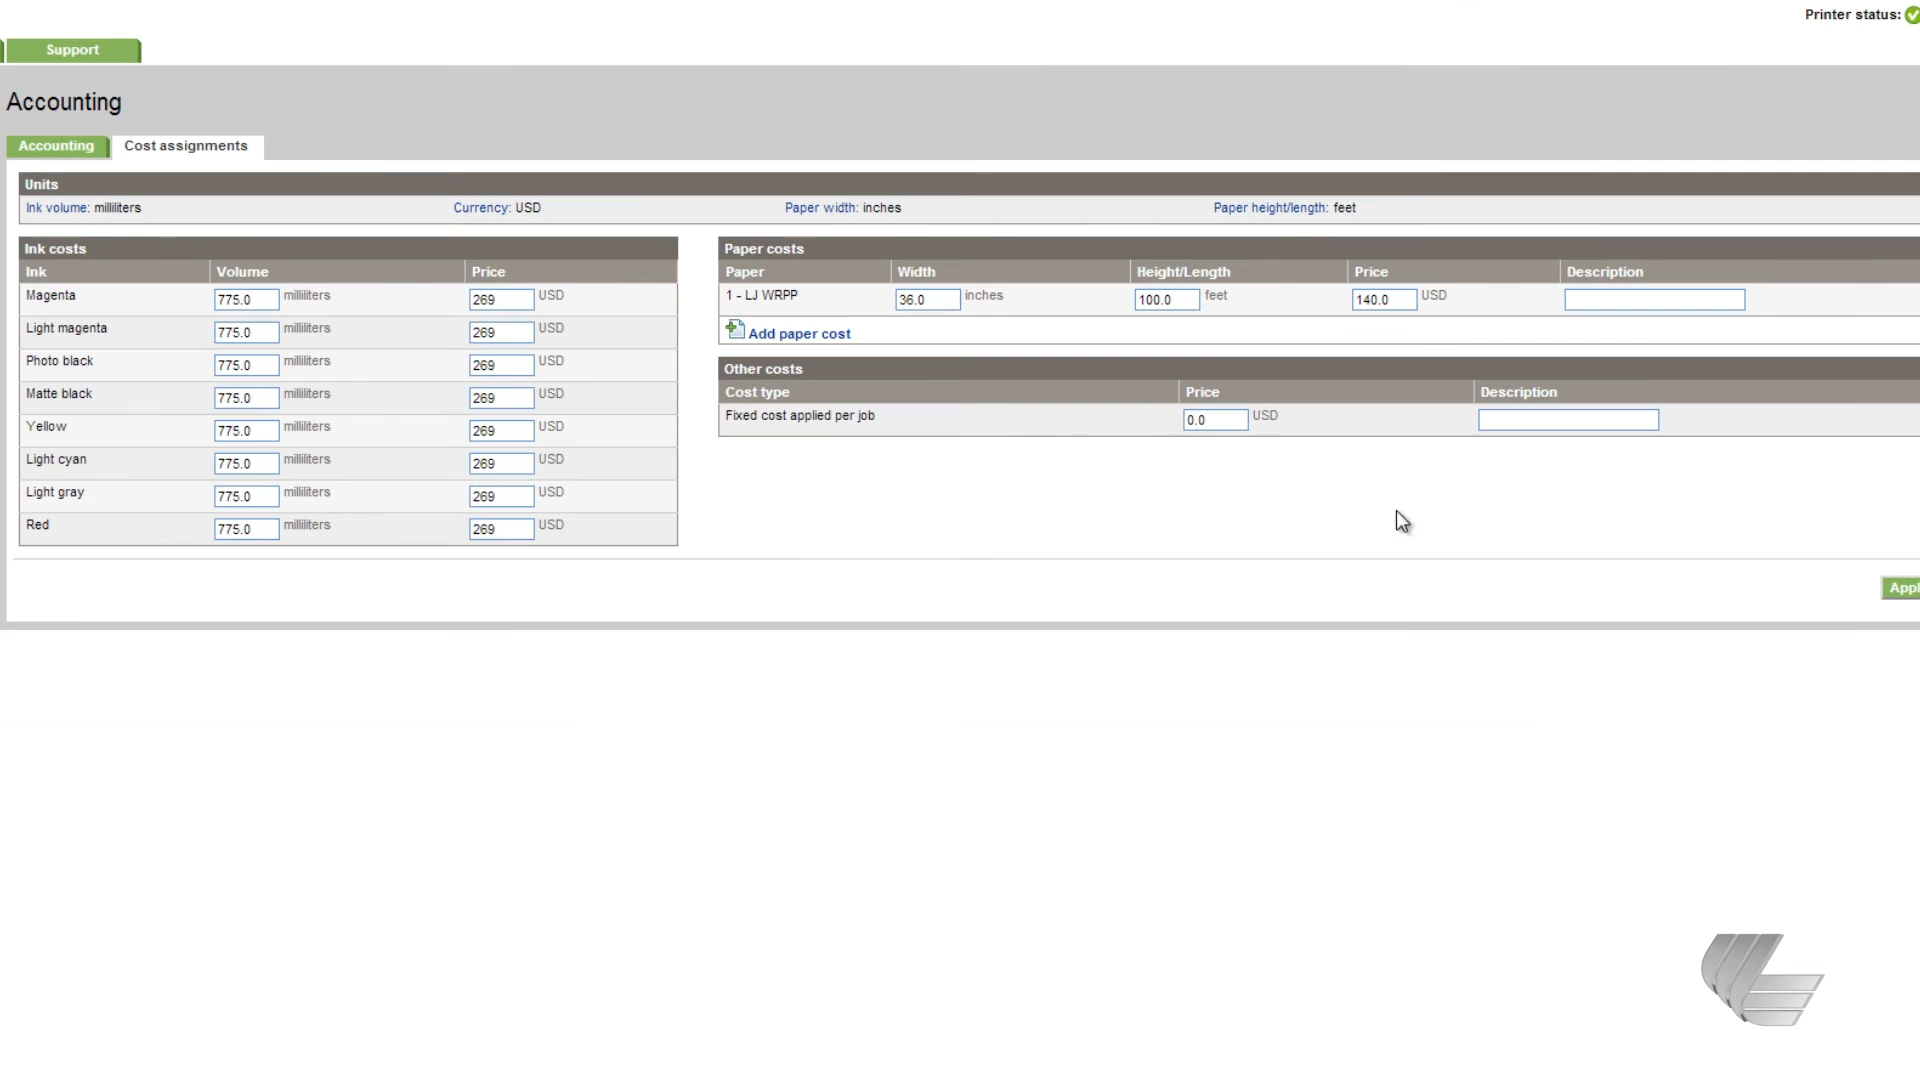 Printer status:
Support
Accounting
Accounting Cost assignments
Units
Ink volume: milliliters Currency: USD Paper width: inches Paper height/length: feet
Ink costs
Ink Volume Price
Magenta 775.0 milliliters 269 USD
Light magenta 775.0 milliliters 269 USD
Photo black 775.0 milliliters 269 USD
Matte black 775.0 milliliters 269 USD
Yellow 775.0 milliliters 269 USD
Light cyan 775.0 milliliters 269 USD
Light gray 775.0 milliliters 269 USD
Red 775.0 milliliters 269 USD
Paper costs
Paper Width Height/Length Price Description
1 - LJ WRPP 36.0 inches 100.0 feet 140.0 USD
Add paper cost
Other costs
Cost type Price Description
Fixed cost applied per job 0.0 USD
Appl